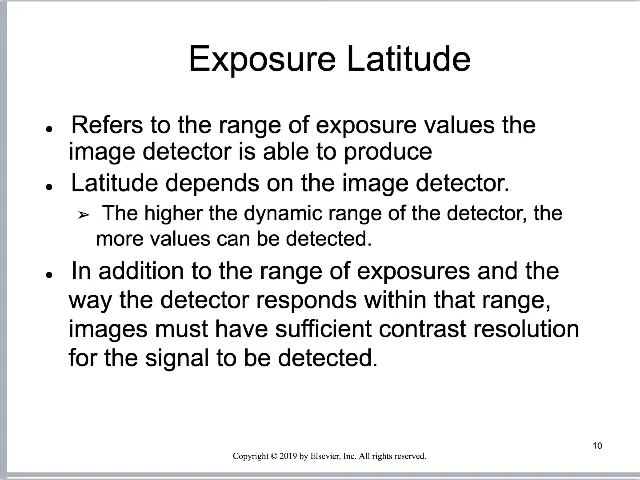 Exposure Latitude
● Refers to the range of exposure values the
image detector is able to produce
● Latitude depends on the image detector.
➢ The higher the dynamic range of the detector, the
more values can be detected.
● In addition to the range of exposures and the
way the detector responds within that range,
images must have sufficient contrast resolution
for the signal to be detected.
10
Copyright © 2019 by Elsevier, Inc. All rights reserved.